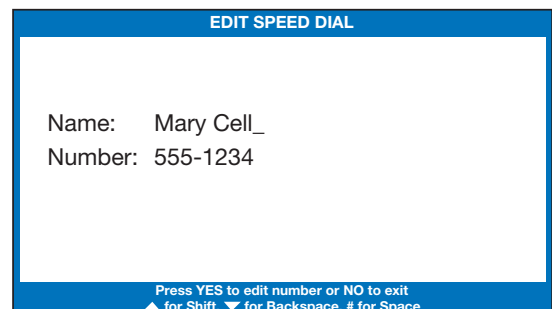 EDIT SPEED DIAL
Name: Mary Cell_
Number: 555-1234
Press YES to edit number or NO to exit
▲ for Shift ▼ for Backspace # for Space